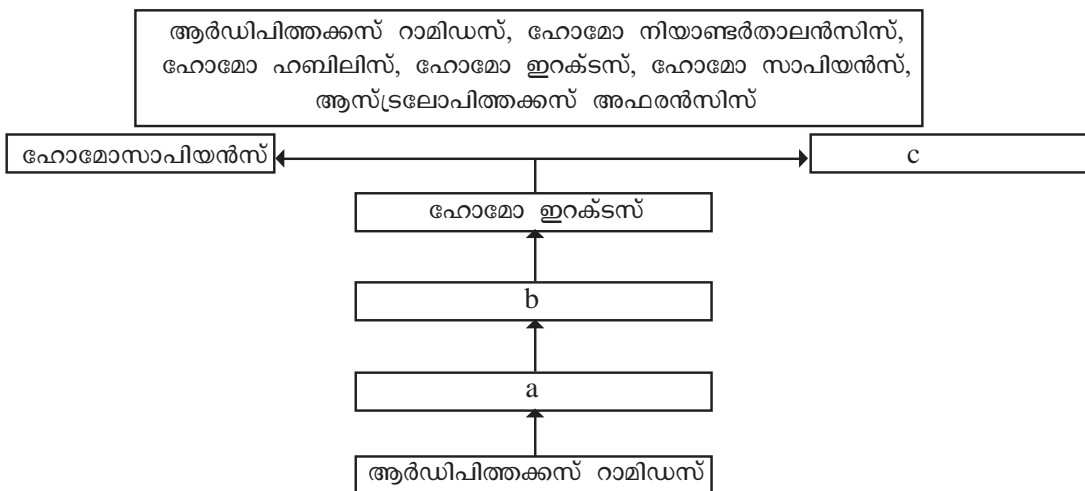 ആർഡിപിത്തക്കസ് റാമിഡസ്, ഹോമോ നിയാണ്ടർതാലൻസിസ്,
ഹോമോ ഹബിലിസ്, ഹോമോ ഇറക്ടസ്, ഹോമോ സാപിയൻസ്,
ആസ്ട്രലോപിത്തക്കസ് അഫരൻസിസ്
ഹോമോസാപിയൻസ്
c
ഹോമോ ഇറക്ടസ്
b
a
ആർഡിപിത്തക്കസ് റാമിഡസ്